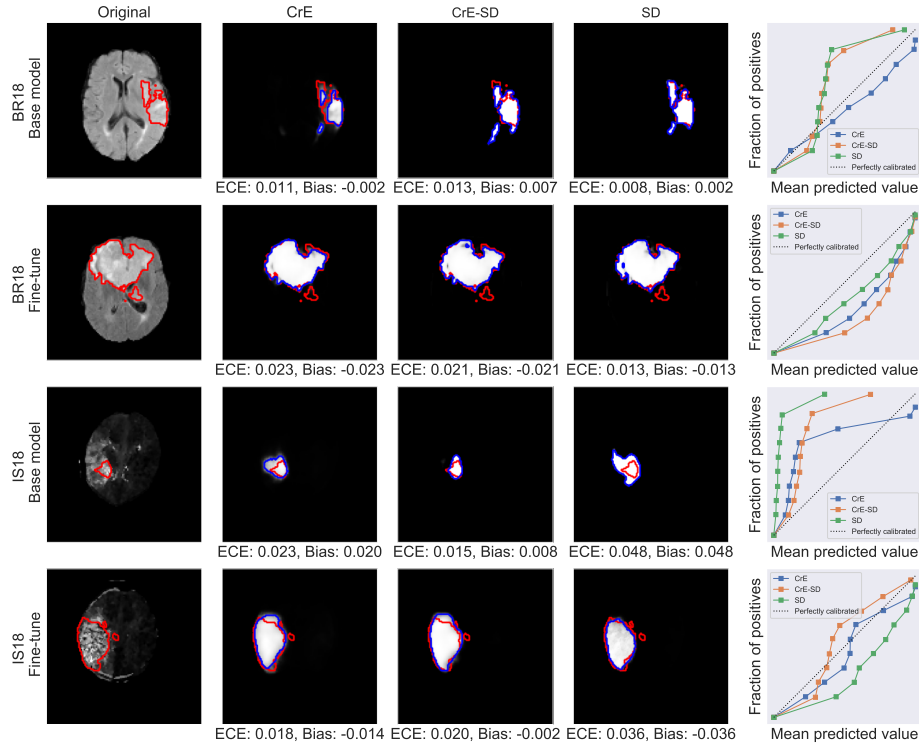 Original CrE CrE-SD SD
BR18
Base model
Fraction of positives
CrE
CrE-SD
SD
Perfectly calibrated
ECE: 0.011, Bias: -0.002 ECE: 0.013, Bias: 0.007 ECE: 0.008, Bias: 0.002 Mean predicted value
BR18
Fine-tune
Fraction of positives
CrE
CrE-SD
SD
Perfectly calibrated
ECE: 0.023, Bias: -0.023 ECE: 0.021, Bias: -0.021 ECE: 0.013, Bias: -0.013 Mean predicted value
IS18
Base model
Fraction of positives
CrE
CrE-SD
SD
Perfectly calibrated
ECE: 0.023, Bias: 0.020 ECE: 0.015, Bias: 0.008 ECE: 0.048, Bias: 0.048 Mean predicted value
IS18
Fine-tune
Fraction of positives
CrE
CrE-SD
SD
Perfectly calibrated
ECE: 0.018, Bias: -0.014 ECE: 0.020, Bias: -0.002 ECE: 0.036, Bias: -0.036 Mean predicted value